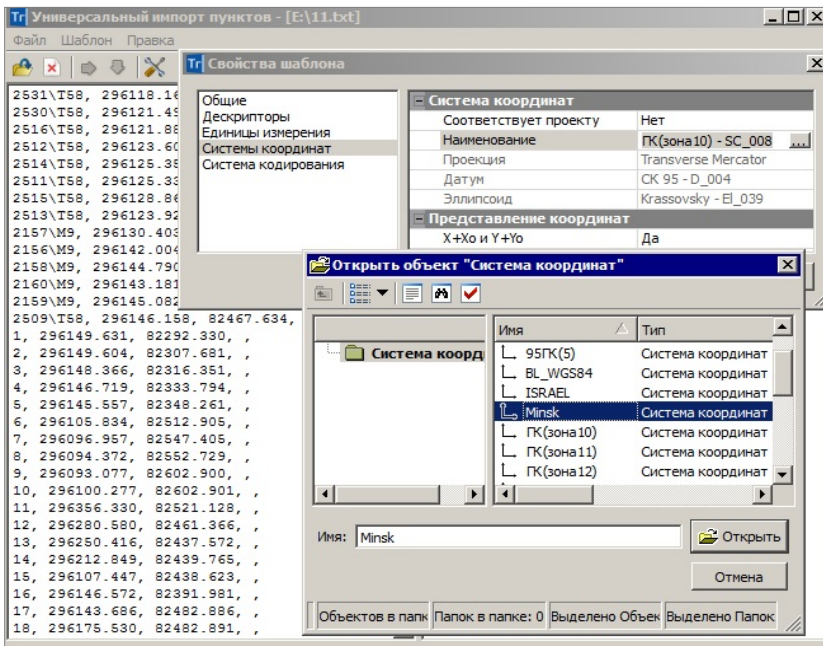 Tr Универсальный импорт пунктов - [E:\11.txt]
Файл Шаблон Правка
Tr Свойства шаблона
2531\T58, 296118.16
2530\T58, 296121.49
2516\T58, 296121.88
2512\T58, 296123.60
2514\T58, 296125.35
2511\T58, 296125.33
2515\T58, 296128.86
2513\T58, 296123.92
2157\M9, 296130.403
2156\M9, 296142.004
2158\M9, 296144.790
2160\M9, 296143.181
2159\M9, 296145.082
2509\T58, 296146.158, 82467.634,
1, 296149.631, 82292.330, ,
2, 296149.604, 82307.681, ,
3, 296148.366, 82316.351, ,
4, 296146.719, 82333.794, ,
5, 296145.557, 82348.261, ,
6, 296105.834, 82512.905, ,
7, 296096.957, 82547.405, ,
8, 296094.372, 82552.729, ,
9, 296093.077, 82602.900, ,
10, 296100.277, 82602.901, ,
11, 296356.330, 82521.128, ,
12, 296280.580, 82461.366, ,
13, 296250.416, 82437.572, ,
14, 296212.849, 82439.765, ,
15, 296107.447, 82438.623, ,
16, 296146.572, 82391.981, ,
17, 296143.686, 82482.886, ,
18, 296175.530, 82482.891, ,
Общие
Дескрипторы
Единицы измерения
Системы координат
Система кодирования
Система координат
Соответствует проекту Нет
Наименование ГК(зона10) - SC_008 ...
Проекция Transverse Mercator
Датум СК 95 - D_004
Эллипсоид Krassovsky - El_039
Представление координат
X+Xo и Y+Yo Да
Открыть объект "Система координат"
Система коорд
Имя Тип
95ГК(5) Система координат
BL_WGS84 Система координат
ISRAEL Система координат
Minsk Система координат
ГК(зона10) Система координат
ГК(зона11) Система координат
ГК(зона12) Система координат
Имя: Minsk
Открыть
Отмена
Объектов в папк Папок в папке: 0 Выделено Объек Выделено Папок